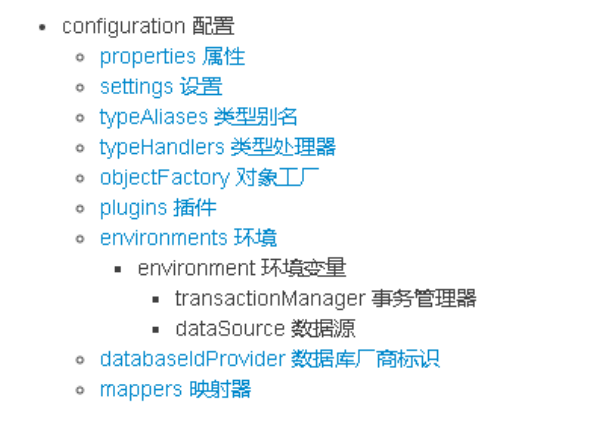 configuration 配置
properties 属性
settings 设置
typeAliases 类型别名
typeHandlers 类型处理器
objectFactory 对象工厂
plugins 插件
environments 环境
environment 环境变量
transactionManager 事务管理器
dataSource 数据源
databaseIdProvider 数据库厂商标识
mappers 映射器